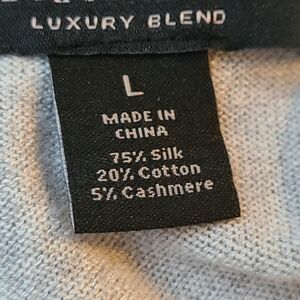 LUXURY BLEND
L
MADE IN
CHINA
75% Silk
20% Cotton
5% Cashmere